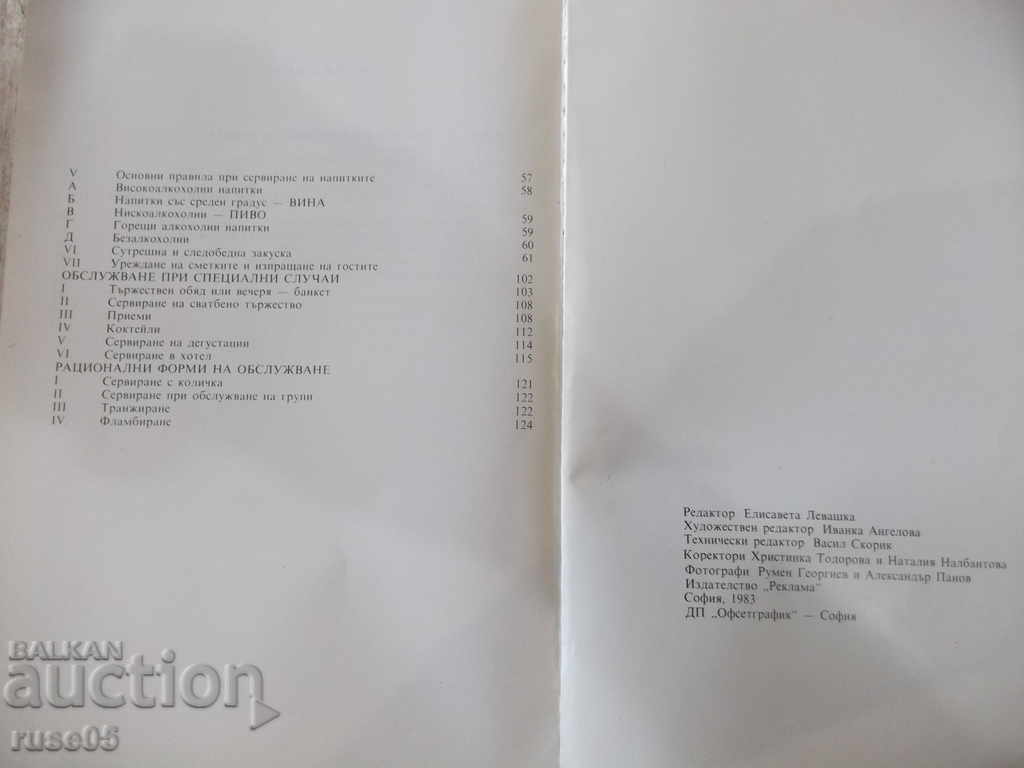 V Основни правила при сервиране на напитките 57
А Високоалкохолни напитки 58
Б Напитки със среден градус — ВИНА
В Нискоалкохолни — ПИВО 59
Г Горещи алкохолни напитки 59
Д Безалкохолни 60
VI Сутрешна и следобедна закуска 61
VII Уреждане на сметките и изпращане на гостите
ОБСЛУЖВАНЕ ПРИ СПЕЦИАЛНИ СЛУЧАИ 102
I Тържествен обяд или вечеря — банкет 103
II Сервиране на сватбено тържество 108
III Приеми 108
IV Коктейли 112
V Сервиране на дегустации 114
VI Сервиране в хотел 115
РАЦИОНАЛНИ ФОРМИ НА ОБСЛУЖВАНЕ
I Сервиране с количка 121
II Сервиране при обслужване на групи 122
III Транжиране 122
IV Фламбиране 124
Редактор Елисавета Левашка
Художествен редактор Иванка Ангелова
Технически редактор Васил Скорик
Коректори Христинка Тодорова и Наталия Налбантова
Фотографи Румен Георгиев и Александър Панов
Издателство „Реклама“
София, 1983
ДП „Офсетграфик“ — София
BALKAN
auction
ruse05